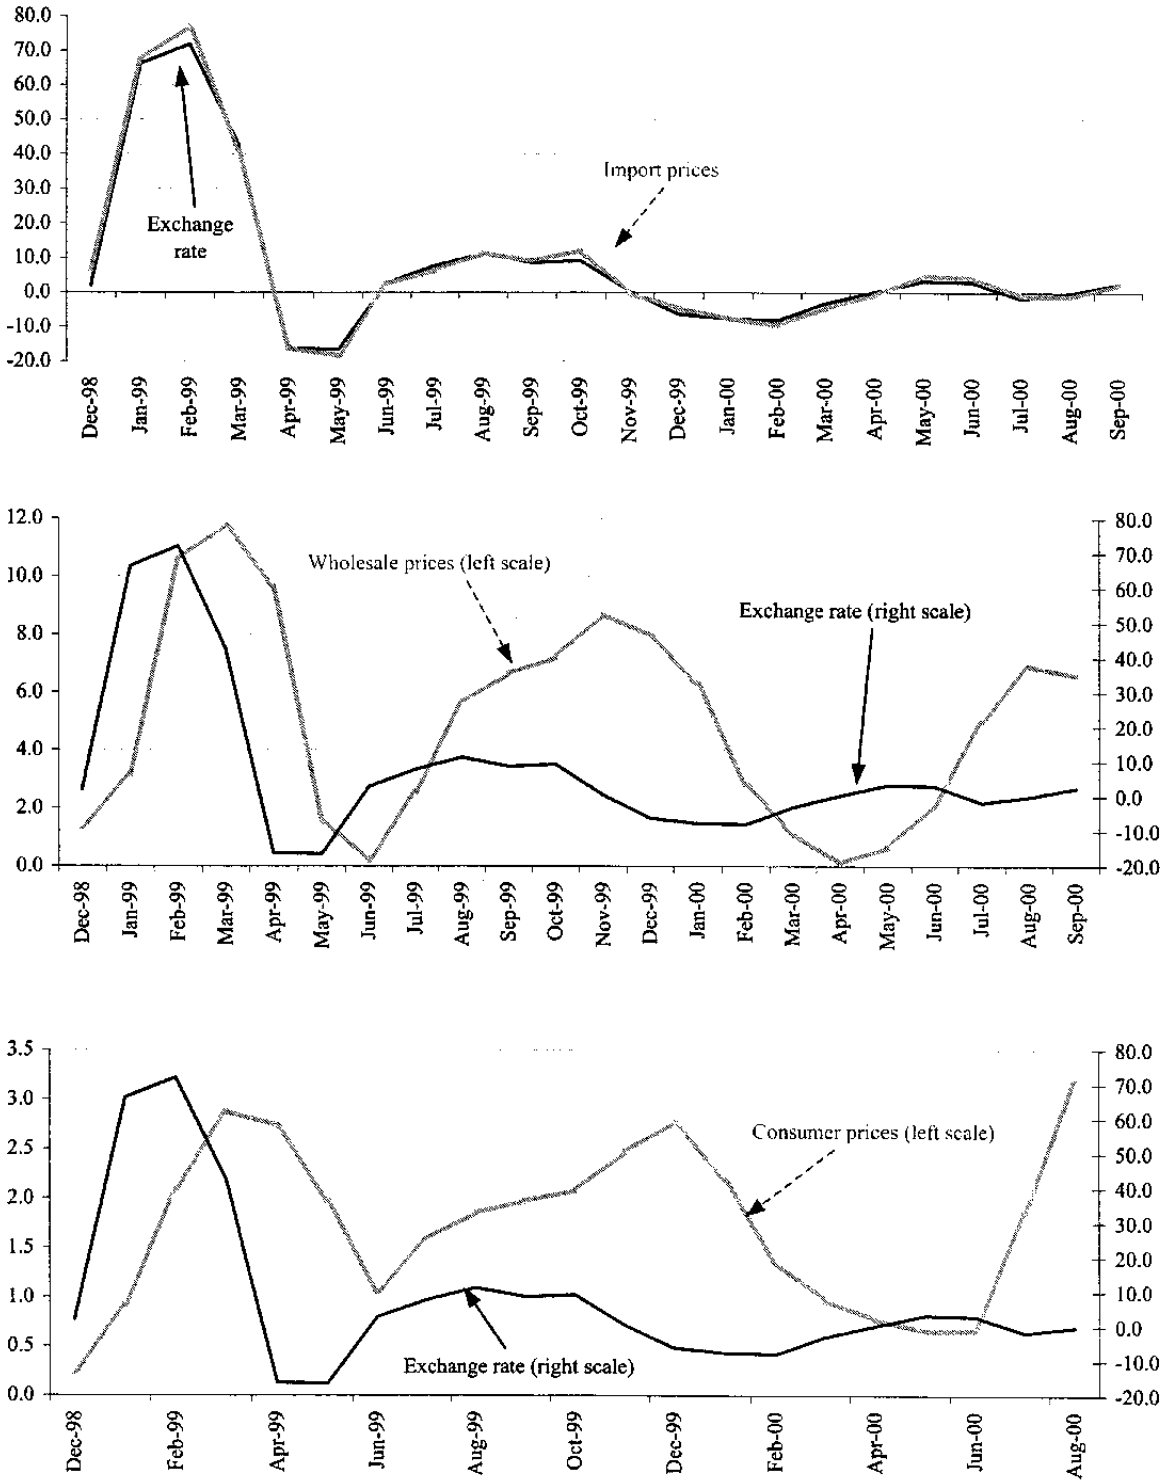 80.0
70.0
60.0
50.0
40.0
30.0
20.0
10.0
0.0
-10.0
-20.0
Import prices
Exchange
rate
Dec-98
Jan-99
Feb-99
Mar-99
Apr-99
May-99
Jun-99
Jul-99
Aug-99
Sep-99
Oct-99
Nov-99
Dec-99
Jan-00
Feb-00
Mar-00
Apr-00
May-00
Jun-00
Jul-00
Aug-00
Sep-00
12.0
10.0
8.0
6.0
4.0
2.0
0.0
Wholesale prices (left scale)
Exchange rate (right scale)
80.0
70.0
60.0
50.0
40.0
30.0
20.0
10.0
0.0
-10.0
-20.0
Dec-98
Jan-99
Feb-99
Mar-99
Apr-99
May-99
Jun-99
Jul-99
Aug-99
Sep-99
Oct-99
Nov-99
Dec-99
Jan-00
Feb-00
Mar-00
Apr-00
May-00
Jun-00
Jul-00
Aug-00
Sep-00
3.5
3.0
2.5
2.0
1.5
1.0
0.5
0.0
Consumer prices (left scale)
Exchange rate (right scale)
80.0
70.0
60.0
50.0
40.0
30.0
20.0
10.0
0.0
-10.0
-20.0
Dec-98
Feb-99
Apr-99
Jun-99
Aug-99
Oct-99
Dec-99
Feb-00
Apr-00
Jun-00
Aug-00